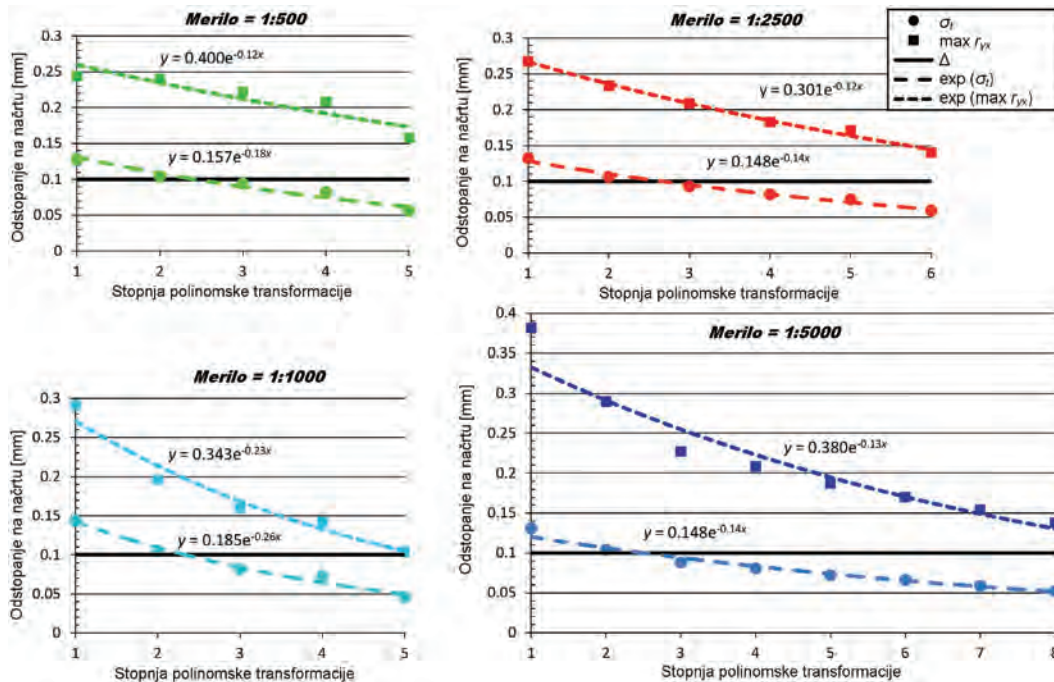 Merilo = 1:500
Odstopanje na načrtu [mm]
0.3
0.25
0.2
0.15
0.1
0.05
0
y = 0.400e^-0.12x
y = 0.157e^-0.18x
1 2 3 4 5
Stopnja polinomske transformacije
Merilo = 1:2500
Odstopanje na načrtu [mm]
0.3
0.25
0.2
0.15
0.1
0.05
0
y = 0.301e^-0.12x
y = 0.148e^-0.14x
1 2 3 4 5 6
Stopnja polinomske transformacije
σt
max ryx
Δ
exp (σt)
exp (max ryx)
Merilo = 1:1000
Odstopanje na načrtu [mm]
0.3
0.25
0.2
0.15
0.1
0.05
0
y = 0.343e^-0.23x
y = 0.185e^-0.26x
1 2 3 4 5
Stopnja polinomske transformacije
Merilo = 1:5000
Odstopanje na načrtu [mm]
0.4
0.35
0.3
0.25
0.2
0.15
0.1
0.05
0
y = 0.380e^-0.13x
y = 0.148e^-0.14x
1 2 3 4 5 6 7 8
Stopnja polinomske transformacije